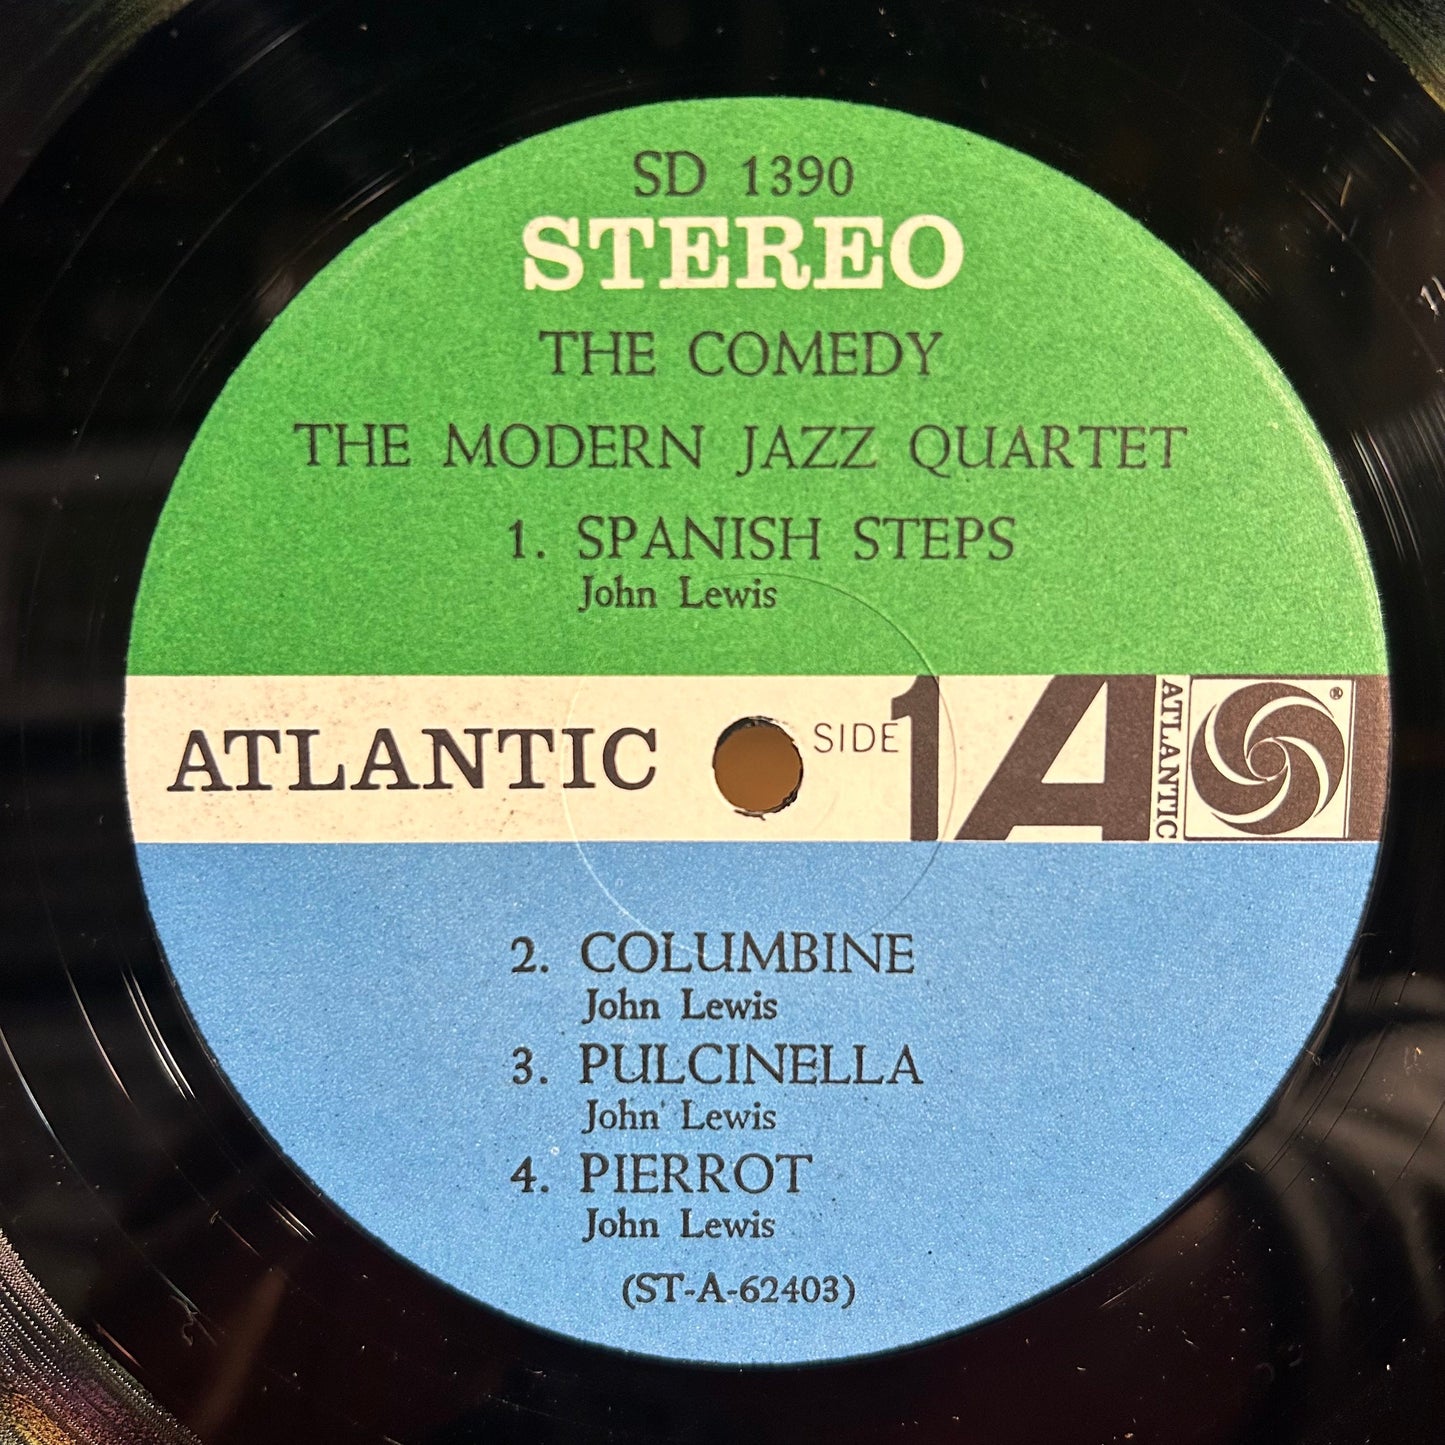 SD 1390
STEREO
THE COMEDY
THE MODERN JAZZ QUARTET
1. SPANISH STEPS
John Lewis
ATLANTIC
SIDE 1
A
ATLANTIC
®
2. COLUMBINE
John Lewis
3. PULCINELLA
John Lewis
4. PIERROT
John Lewis
(ST-A-62403)